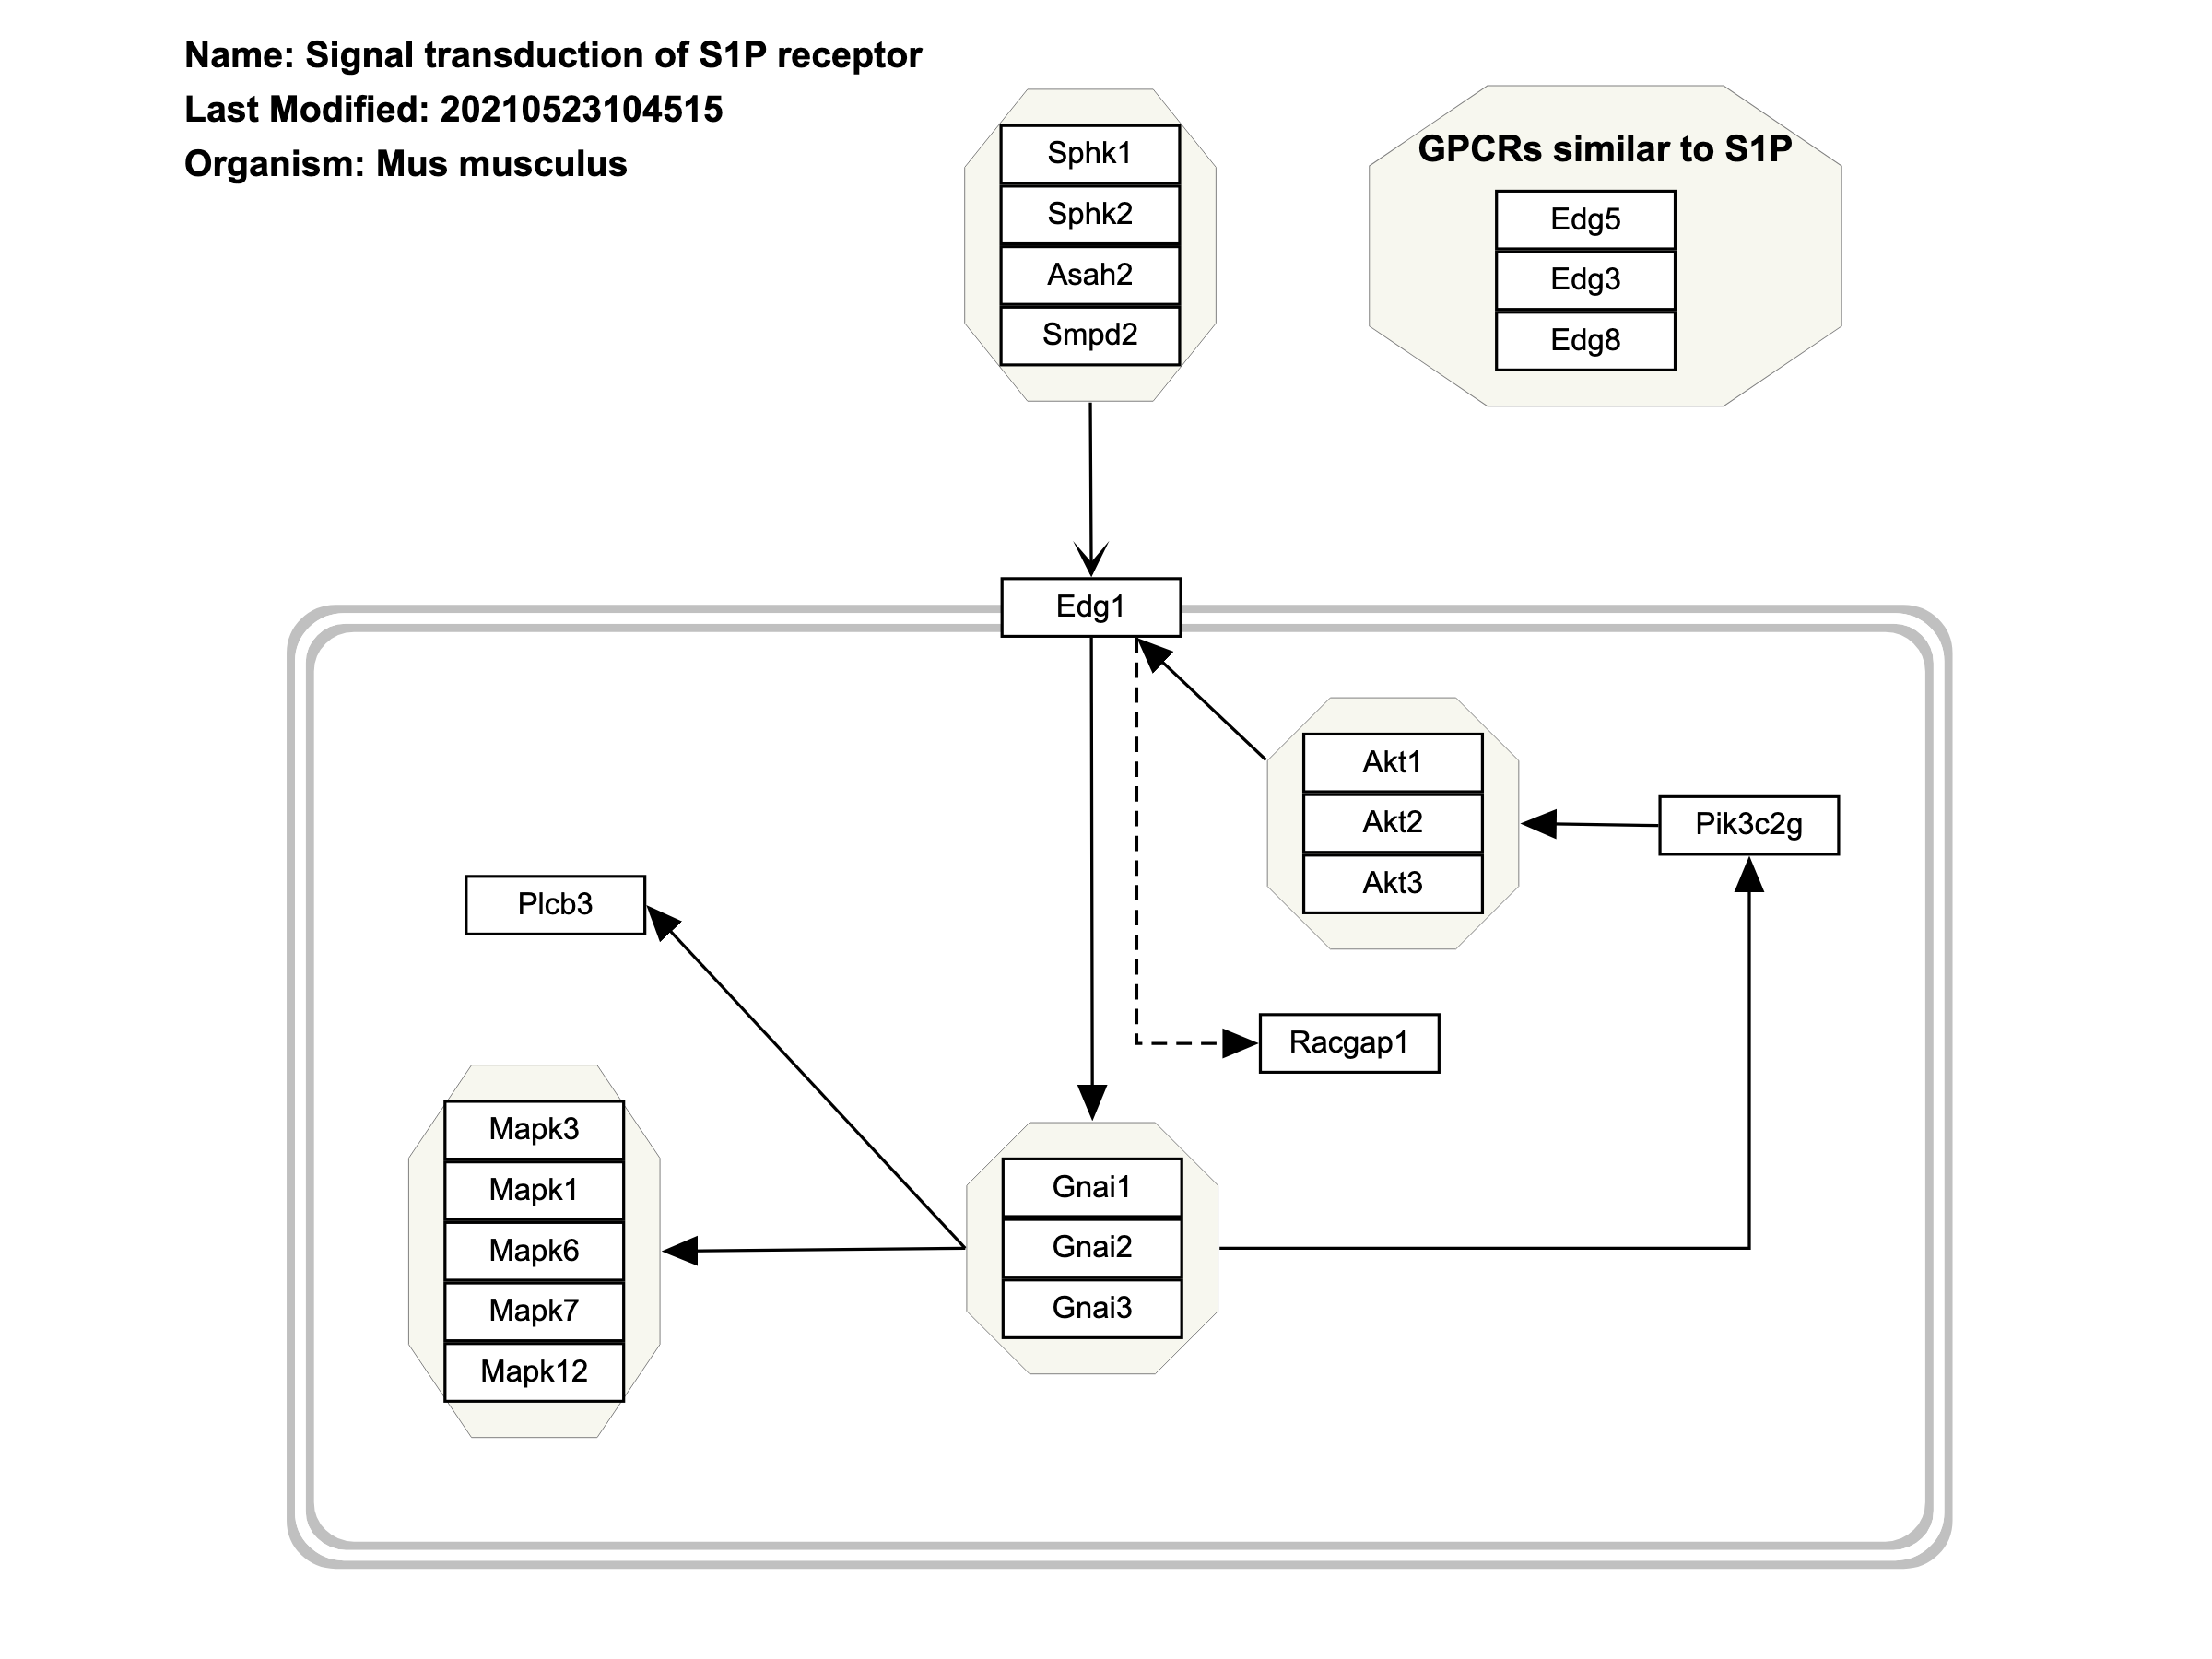 Name: Signal transduction of S1P receptor
Last Modified: 20210523104515
Organism: Mus musculus
Sphk1
Sphk2
Asah2
Smpd2
GPCRs similar to S1P
Edg5
Edg3
Edg8
Edg1
Akt1
Akt2
Akt3
Pik3c2g
Plcb3
Racgap1
Mapk3
Mapk1
Mapk6
Mapk7
Mapk12
Gnai1
Gnai2
Gnai3